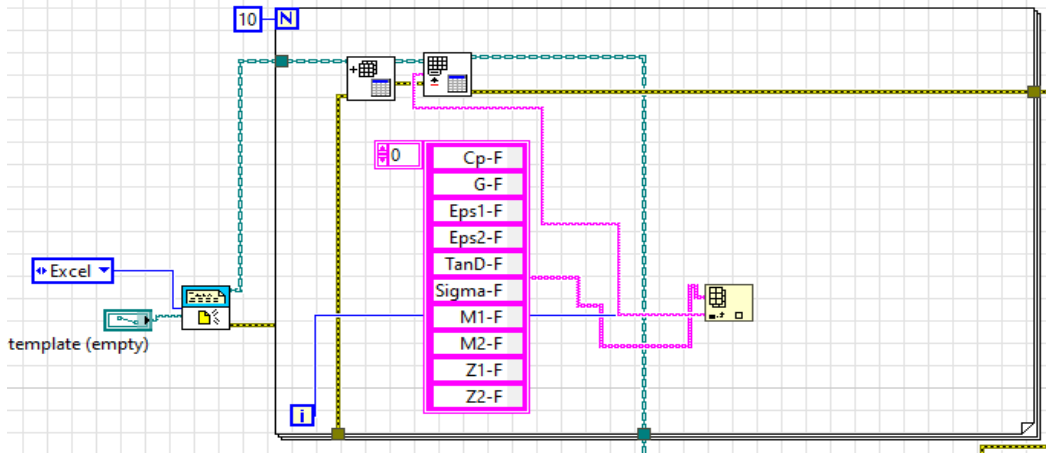 10
N
0
Cp-F
G-F
Eps1-F
Eps2-F
TanD-F
Sigma-F
M1-F
M2-F
Z1-F
Z2-F
Excel
template (empty)
i